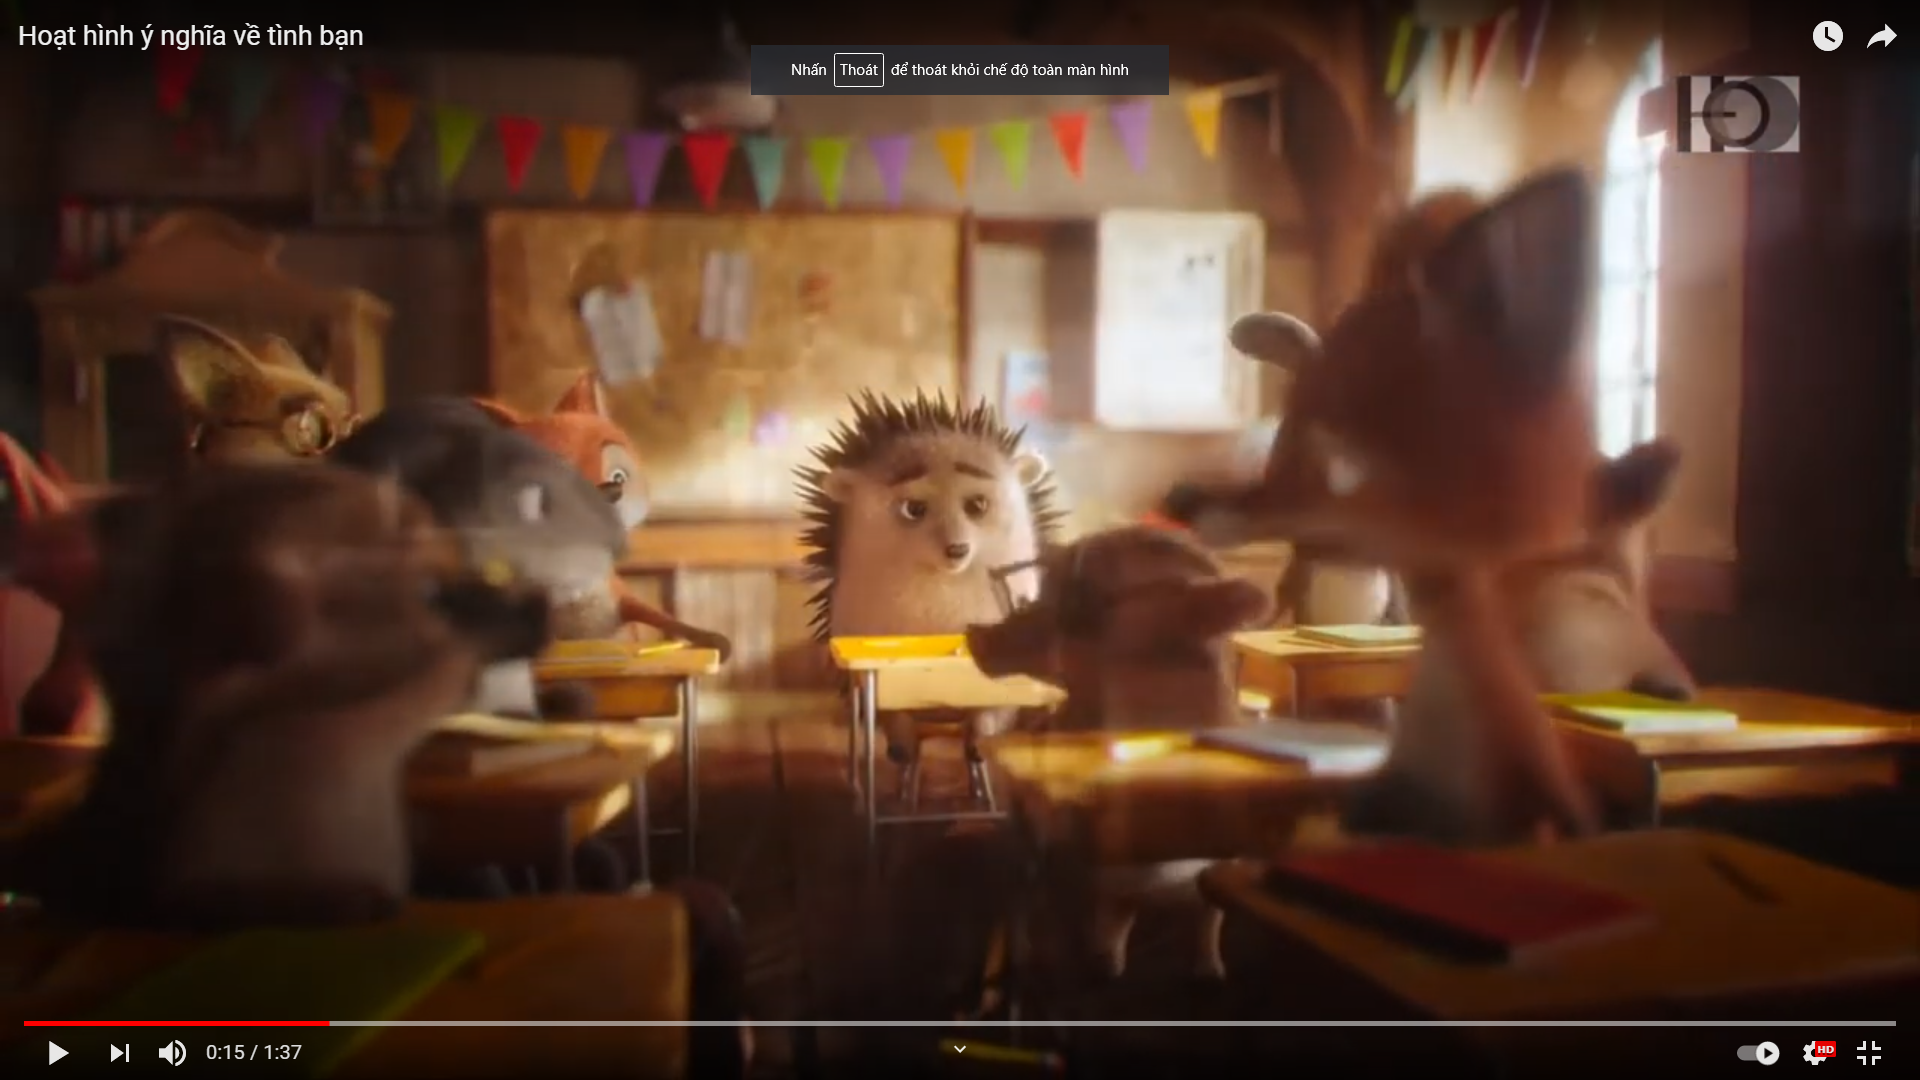 Hoạt hình ý nghĩa về tình bạn
Nhấn Thoát để thoát khỏi chế độ toàn màn hình
HD
0:15 / 1:37
HD